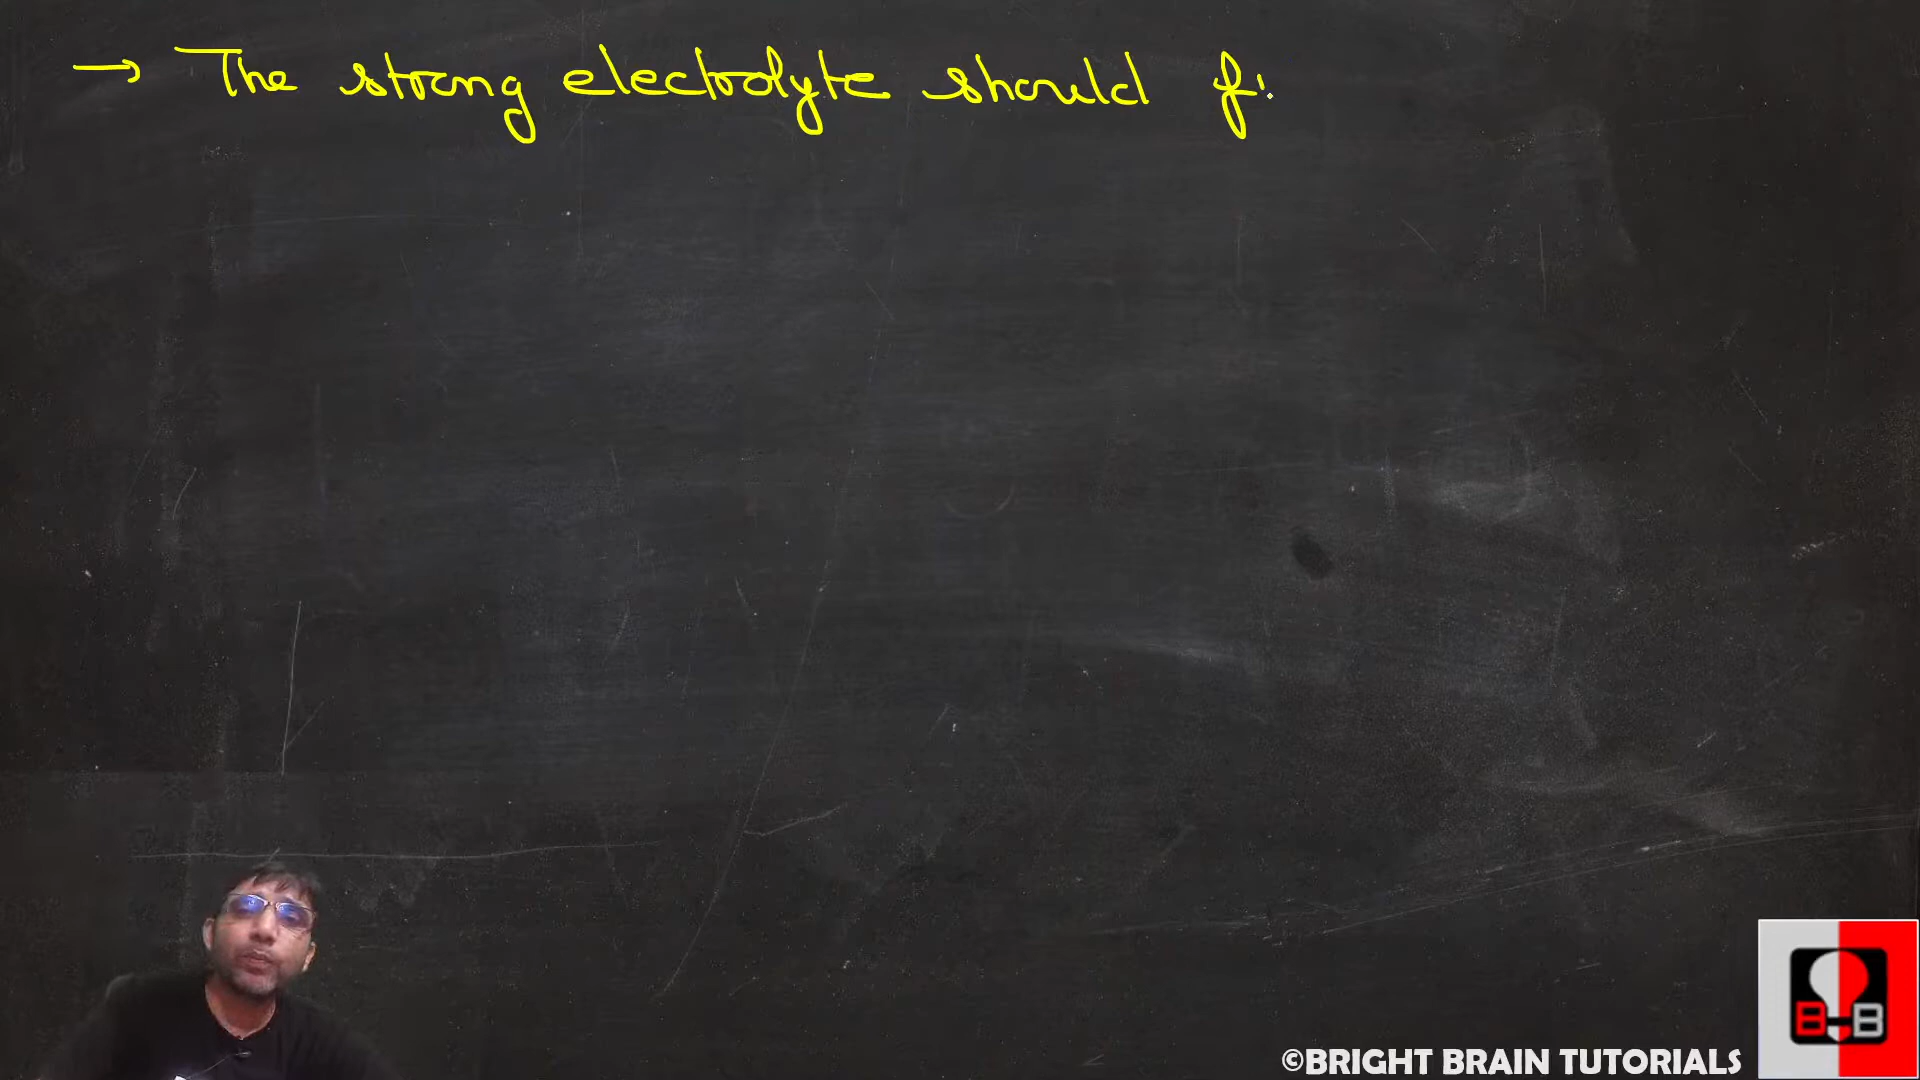 → The strong electrolyte should
B-B
©BRIGHT BRAIN TUTORIALS